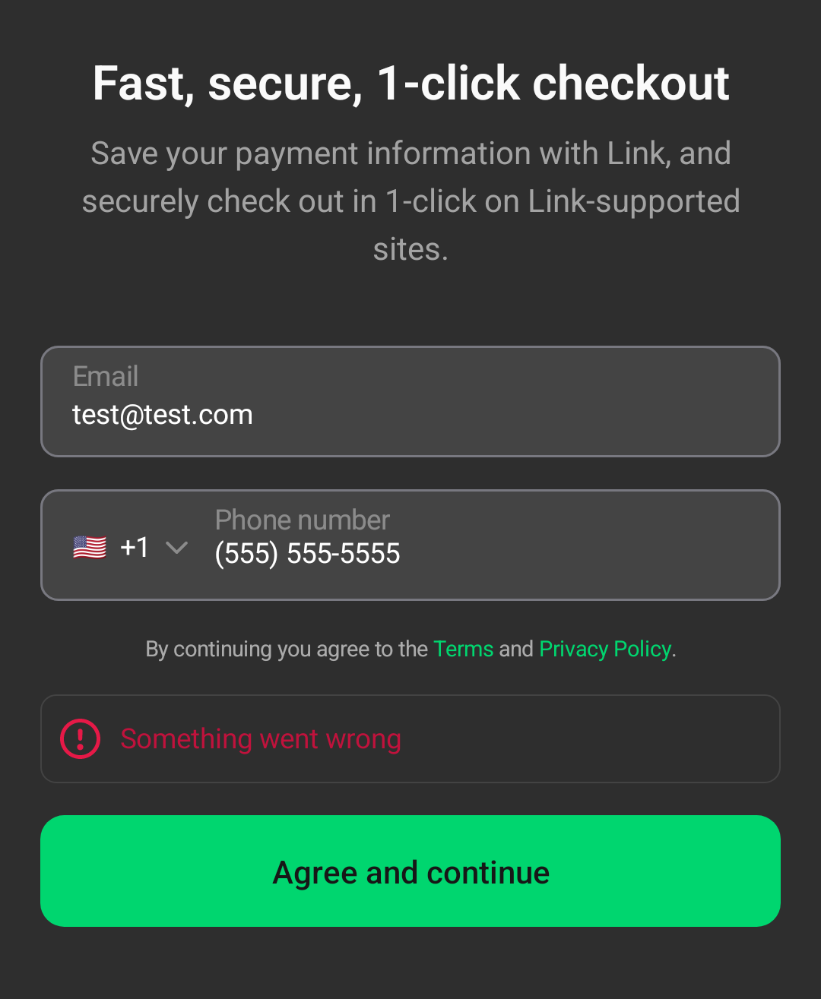 Fast, secure, 1-click checkout
Save your payment information with Link, and
securely check out in 1-click on Link-supported
sites.
Email
test@test.com
Phone number
🇺🇸 +1 (555) 555-5555
By continuing you agree to the Terms and Privacy Policy.
Something went wrong
Agree and continue